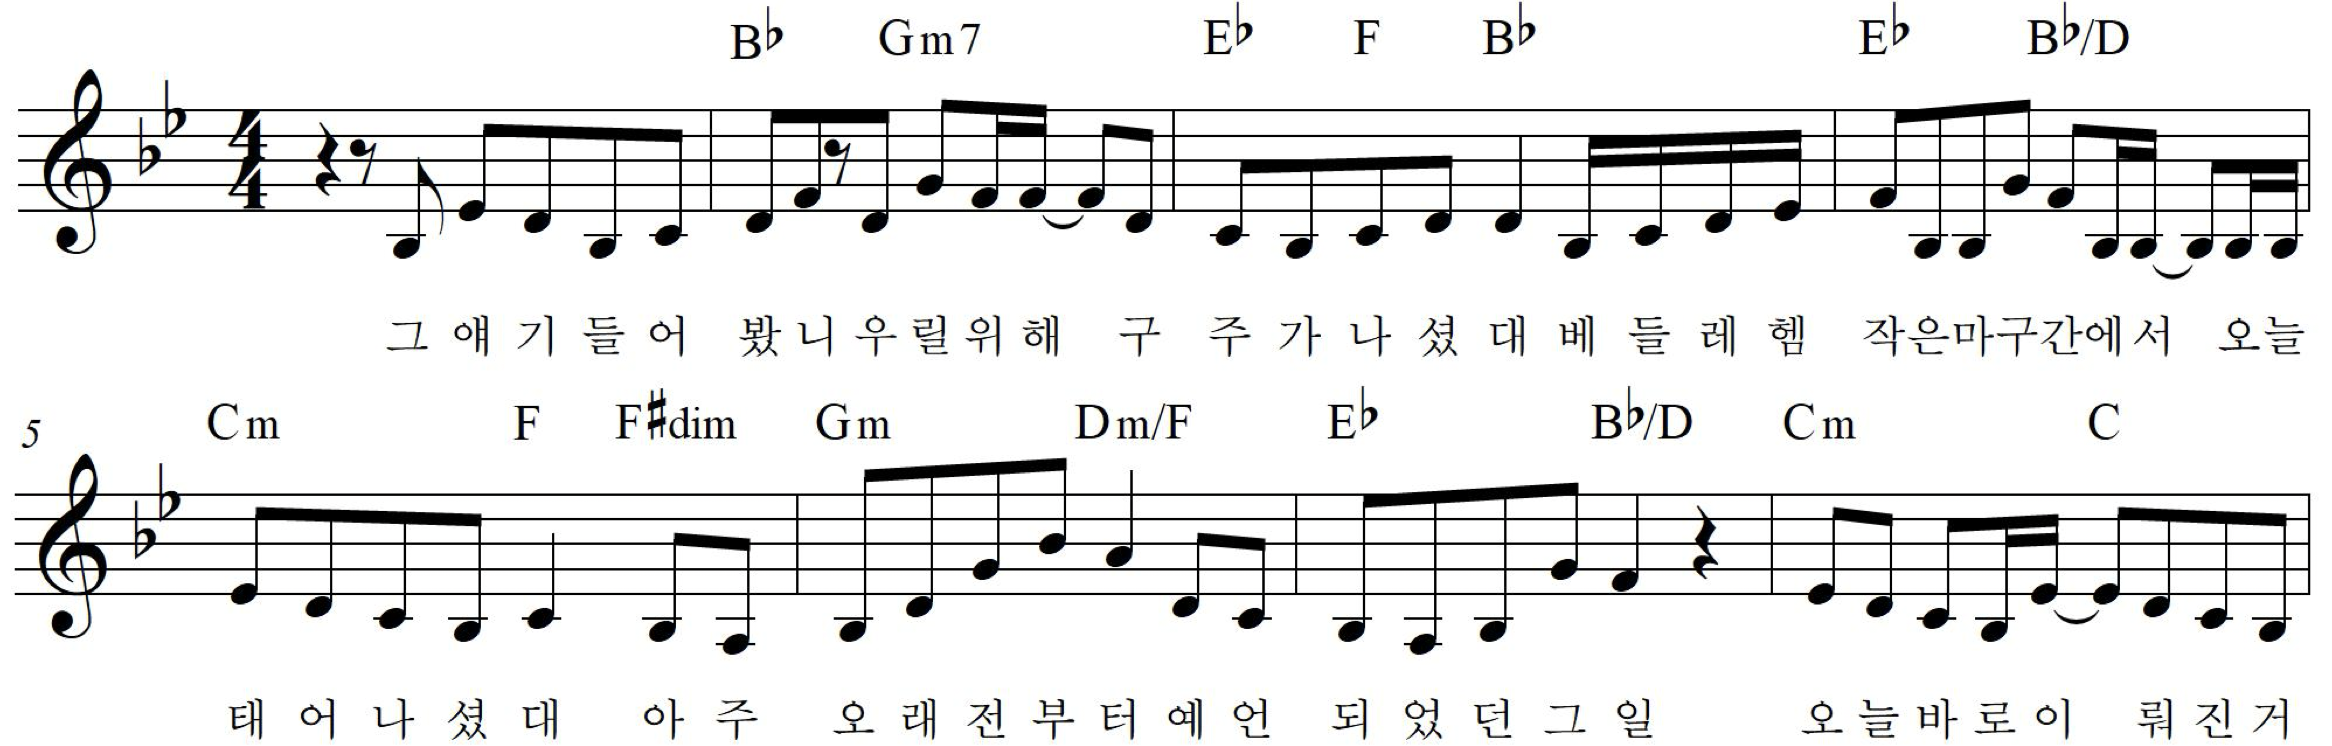 B♭ Gm7 E♭ F B♭ E♭ B♭/D
4
4
그 얘 기 들 어 봤 니 우 릴 위 해 구 주 가 나 셨 대 베 들 레 헴 작은마구간에서 오늘
5 Cm F F♯dim Gm Dm/F E♭ B♭/D Cm C
태 어 나 셨 대 아 주 오 래 전 부 터 예 언 되 었 던 그 일 오 늘 바 로 이 뤄 진 거